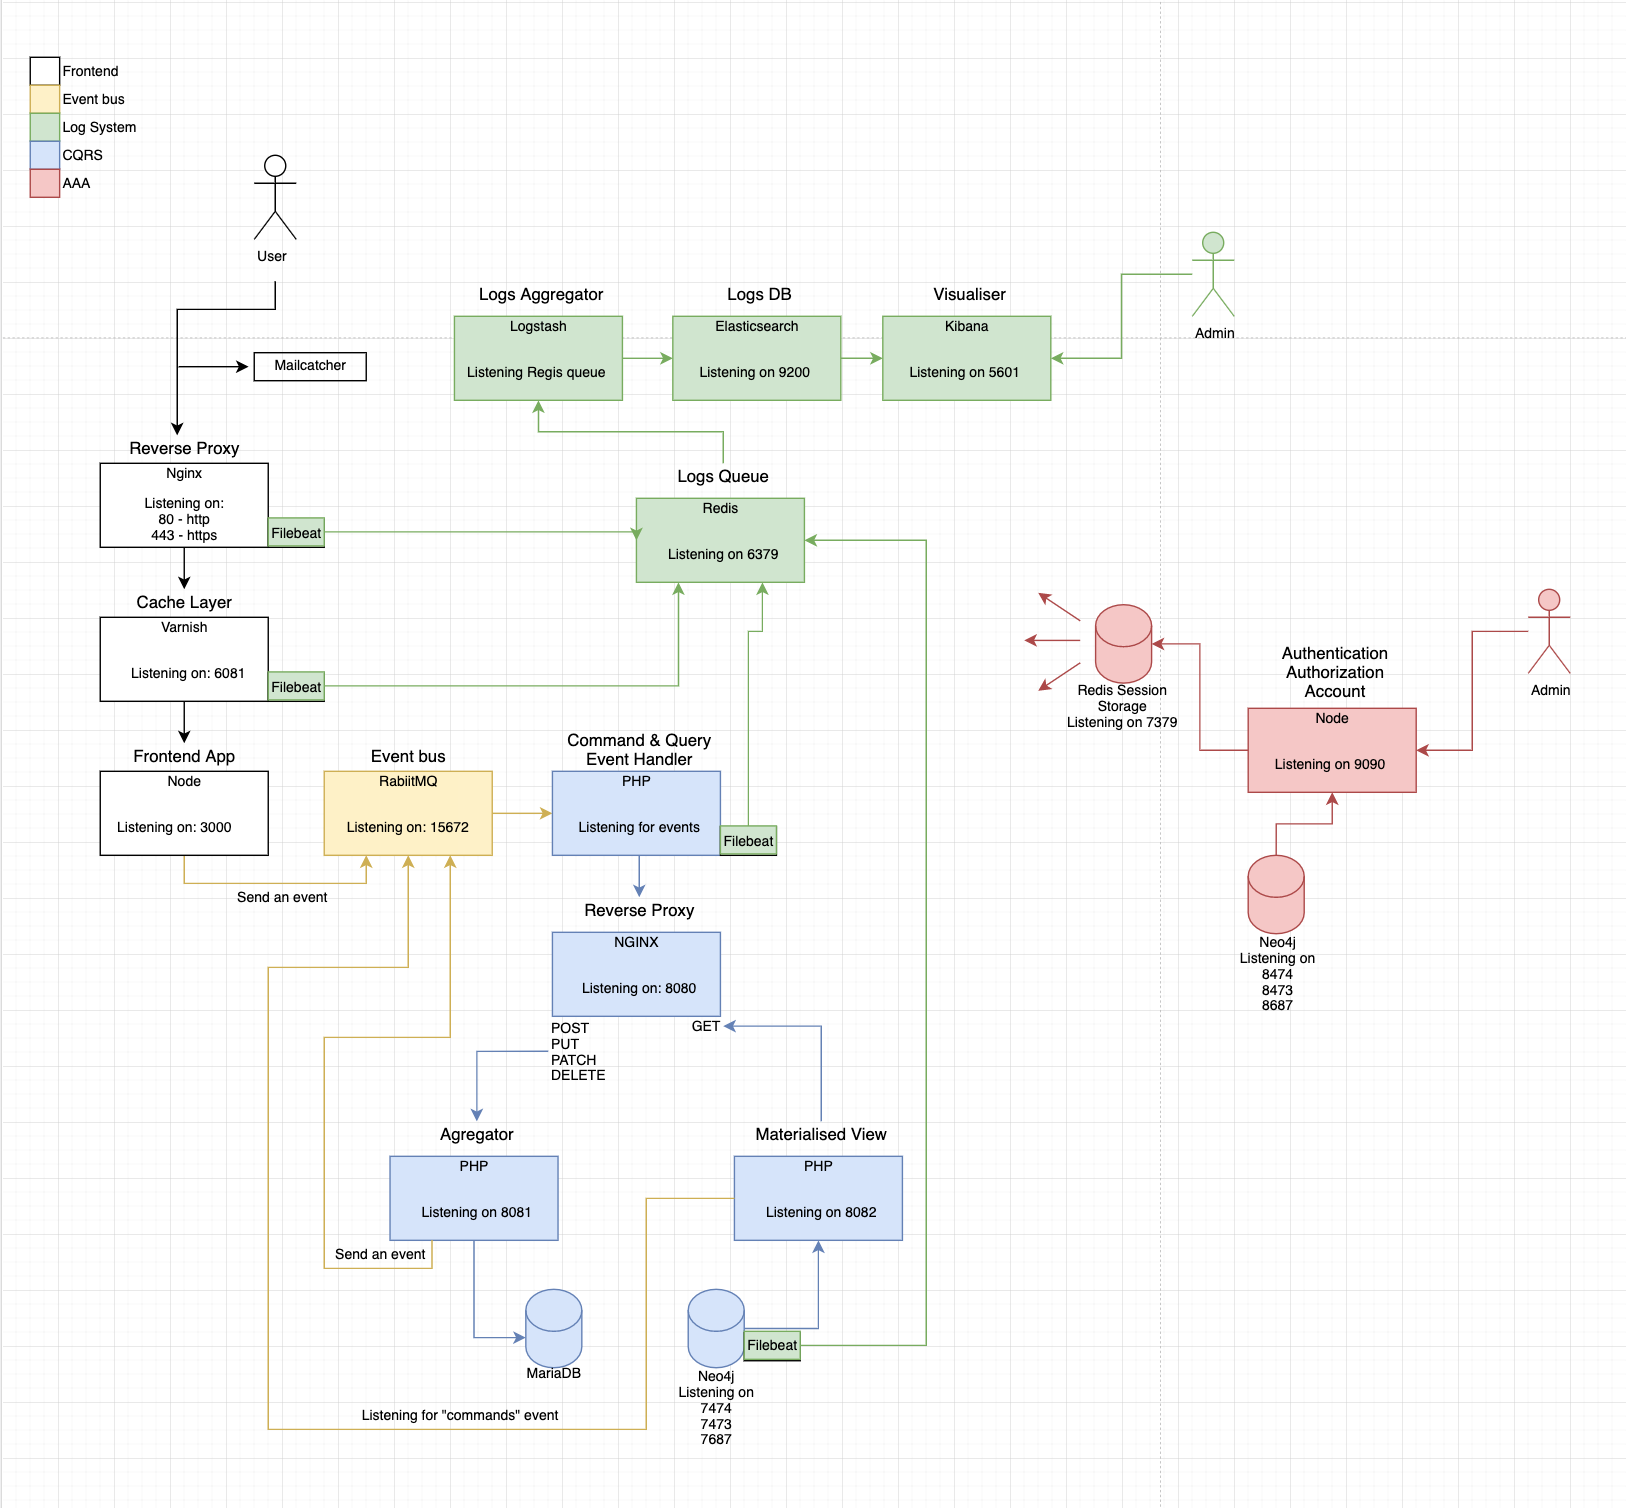 Frontend
Event bus
Log System
CQRS
AAA
User
Mailcatcher
Reverse Proxy
Nginx
Listening on:
80 - http
443 - https
Filebeat
Cache Layer
Varnish
Listening on: 6081
Filebeat
Frontend App
Node
Listening on: 3000
Send an event
Logs Aggregator
Logstash
Listening Regis queue
Logs DB
Elasticsearch
Listening on 9200
Visualiser
Kibana
Listening on 5601
Admin
Logs Queue
Redis
Listening on 6379
Event bus
RabiitMQ
Listening on: 15672
Command & Query
Event Handler
PHP
Listening for events
Filebeat
Reverse Proxy
NGINX
Listening on: 8080
POST
PUT
PATCH
DELETE
GET
Agregator
PHP
Listening on 8081
Send an event
MariaDB
Materialised View
PHP
Listening on 8082
Filebeat
Neo4j
Listening on
7474
7473
7687
Listening for "commands" event
Redis Session
Storage
Listening on 7379
Authentication
Authorization
Account
Node
Listening on 9090
Admin
Neo4j
Listening on
8474
8473
8687